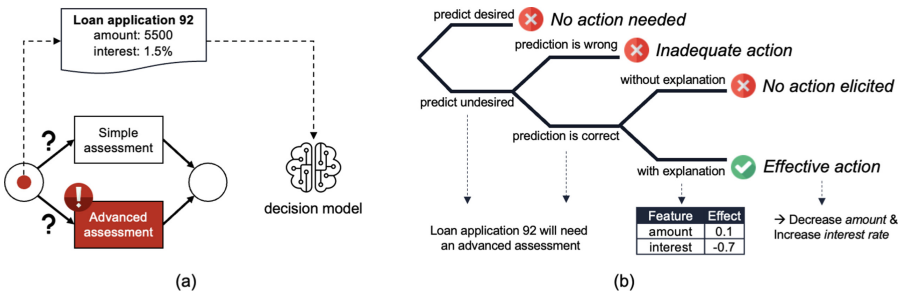 Loan application 92
amount: 5500
interest: 1.5%
?
Simple
assessment
!
?
Advanced
assessment
decision model
(a)
predict desired
No action needed
prediction is wrong
Inadequate action
predict undesired
without explanation
No action elicited
prediction is correct
with explanation
Effective action
Loan application 92 will need
an advanced assessment
Feature Effect
amount 0.1
interest -0.7
→ Decrease amount &
Increase interest rate
(b)